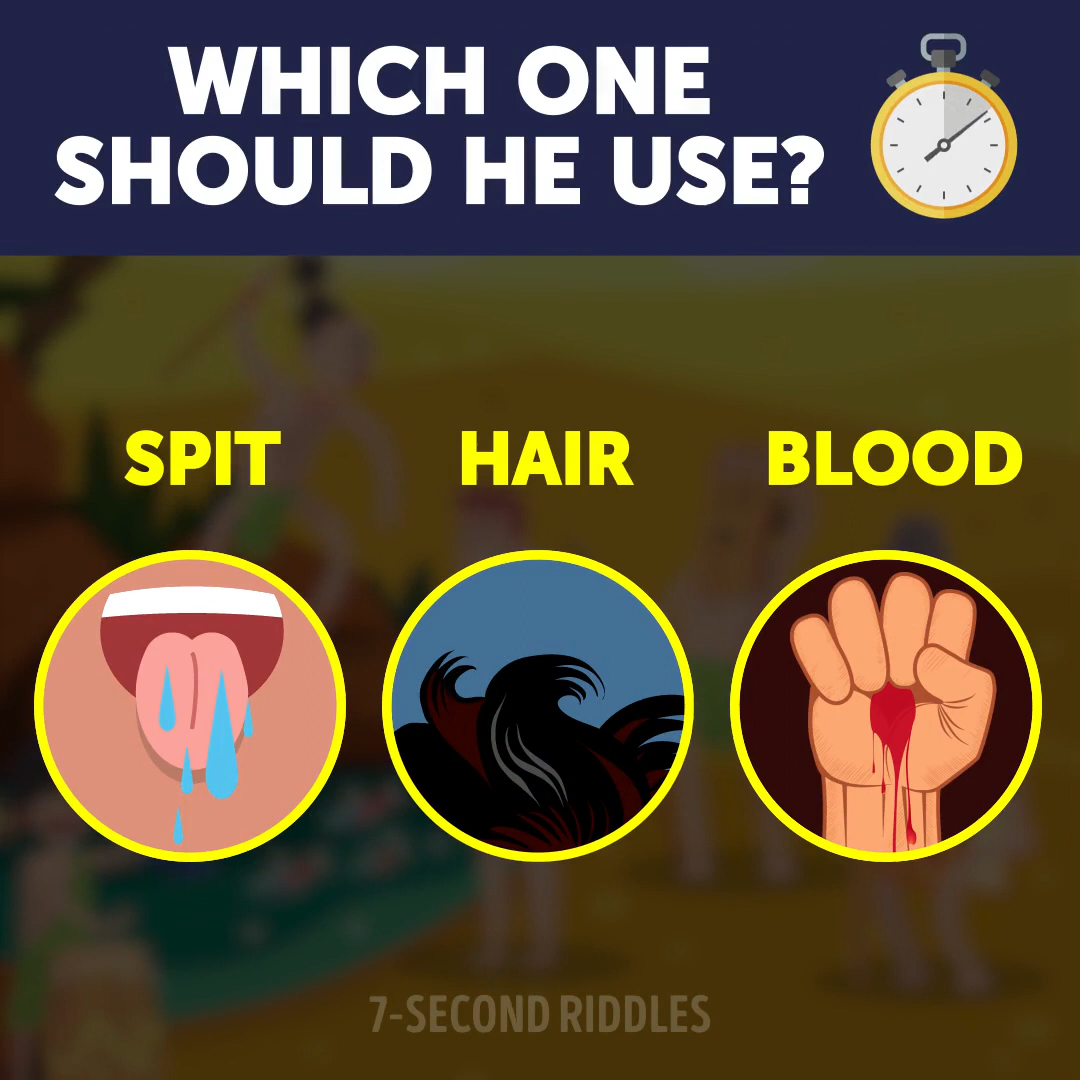 WHICH ONE
SHOULD HE USE?
SPIT HAIR BLOOD
7-SECOND RIDDLES